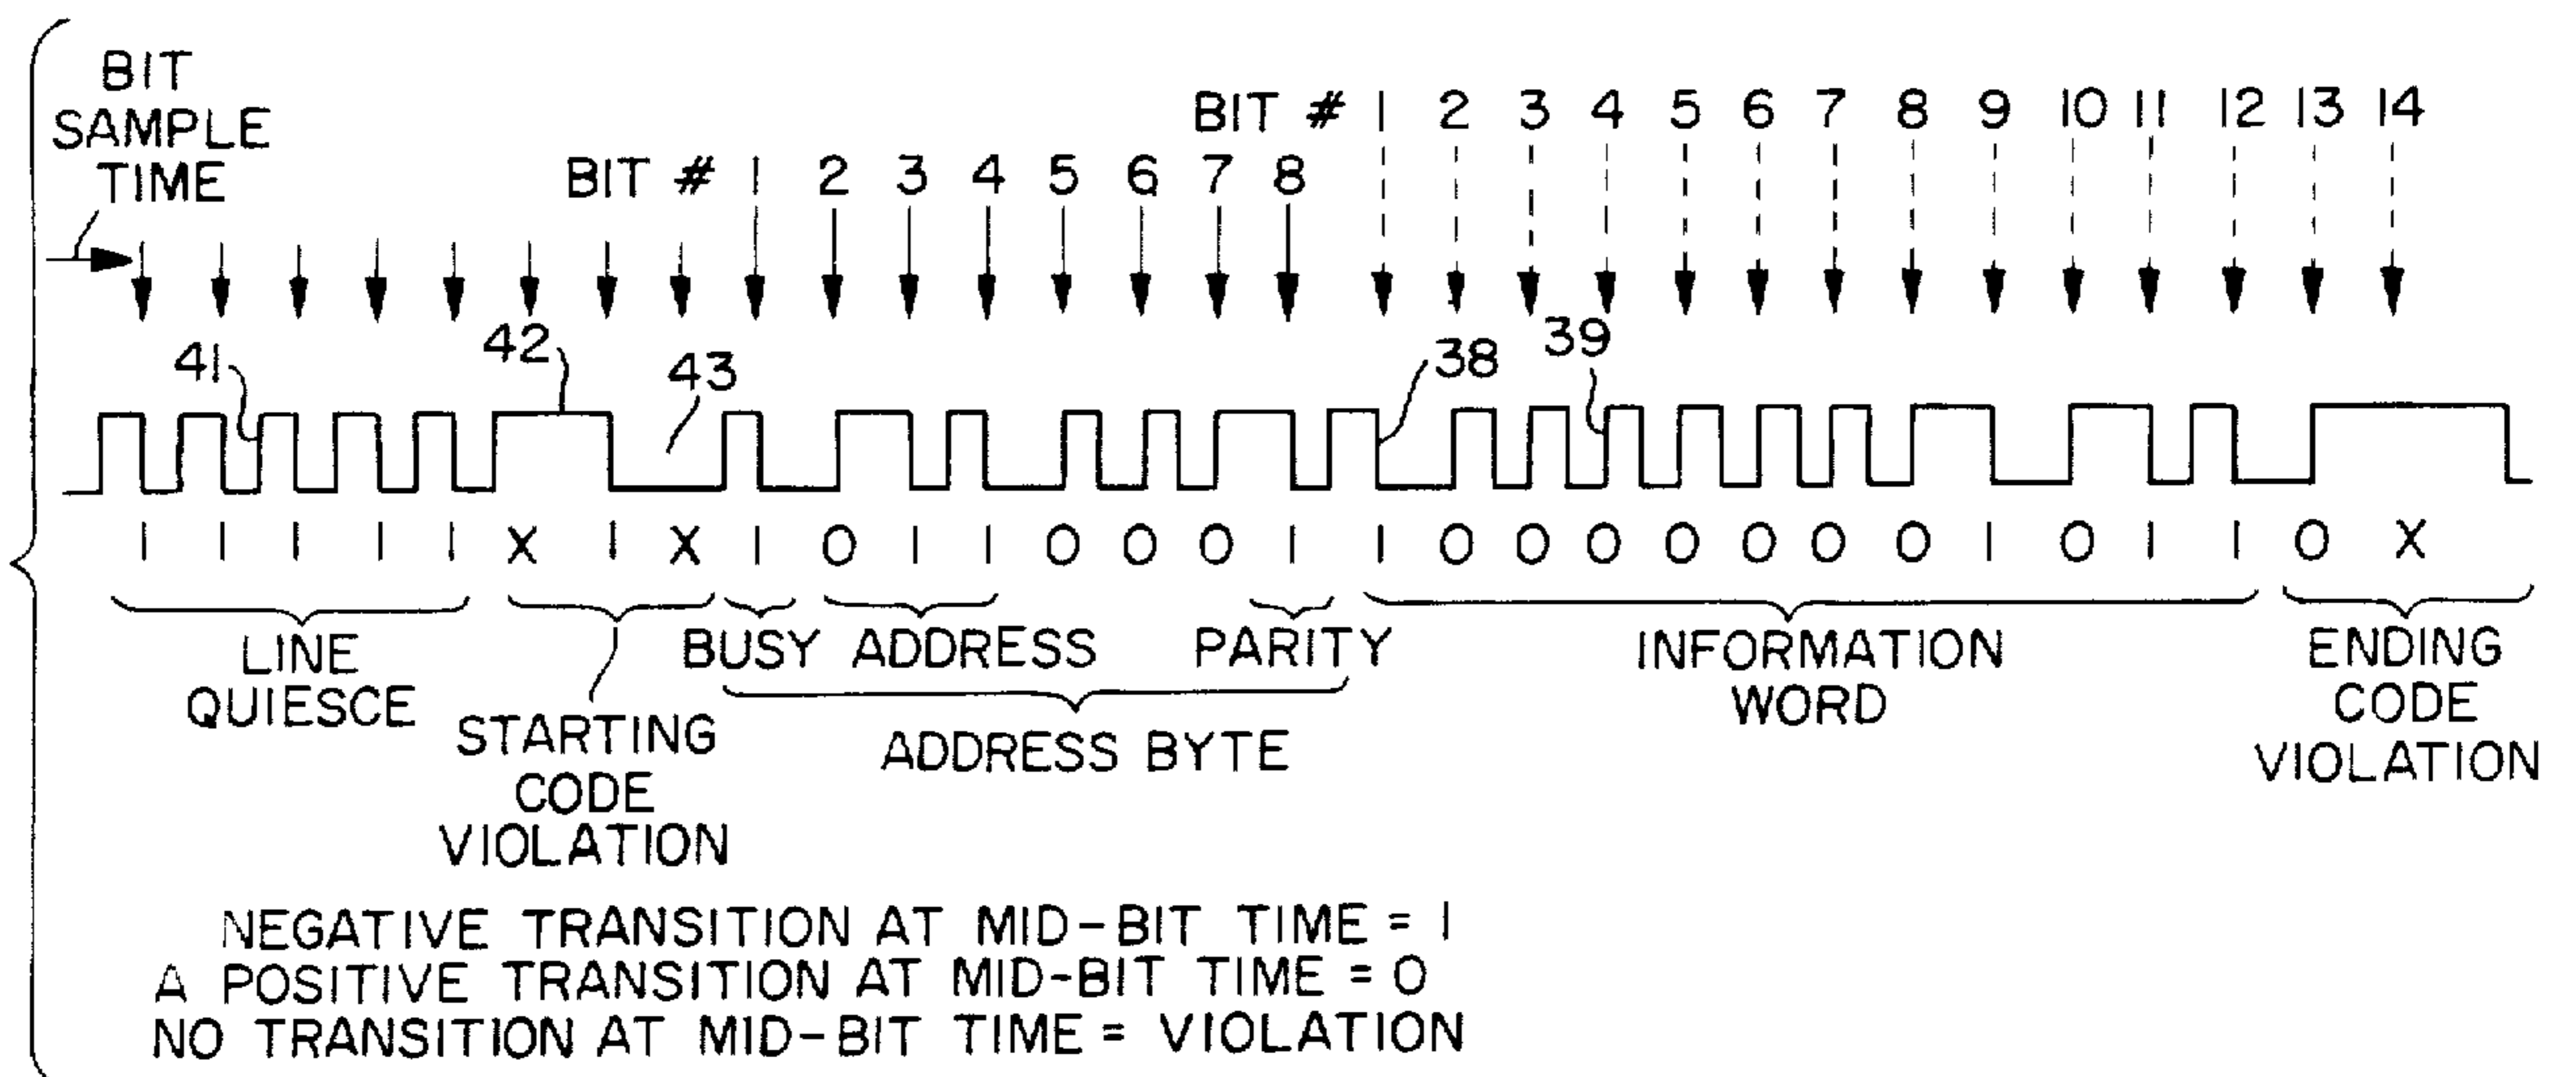 BIT
SAMPLE
TIME
BIT # 1 2 3 4 5 6 7 8
BIT # 1 2 3 4 5 6 7 8 9 10 11 12 13 14
41
42
43
38
39
1 1 1 1 1 X 1 X 1 0 1 1 0 0 0 1 1 0 0 0 0 0 0 0 1 0 1 1 0 X
LINE
QUIESCE
STARTING
CODE
VIOLATION
BUSY
ADDRESS
PARITY
ADDRESS BYTE
INFORMATION
WORD
ENDING
CODE
VIOLATION
NEGATIVE TRANSITION AT MID-BIT TIME = 1
A POSITIVE TRANSITION AT MID-BIT TIME = 0
NO TRANSITION AT MID-BIT TIME = VIOLATION